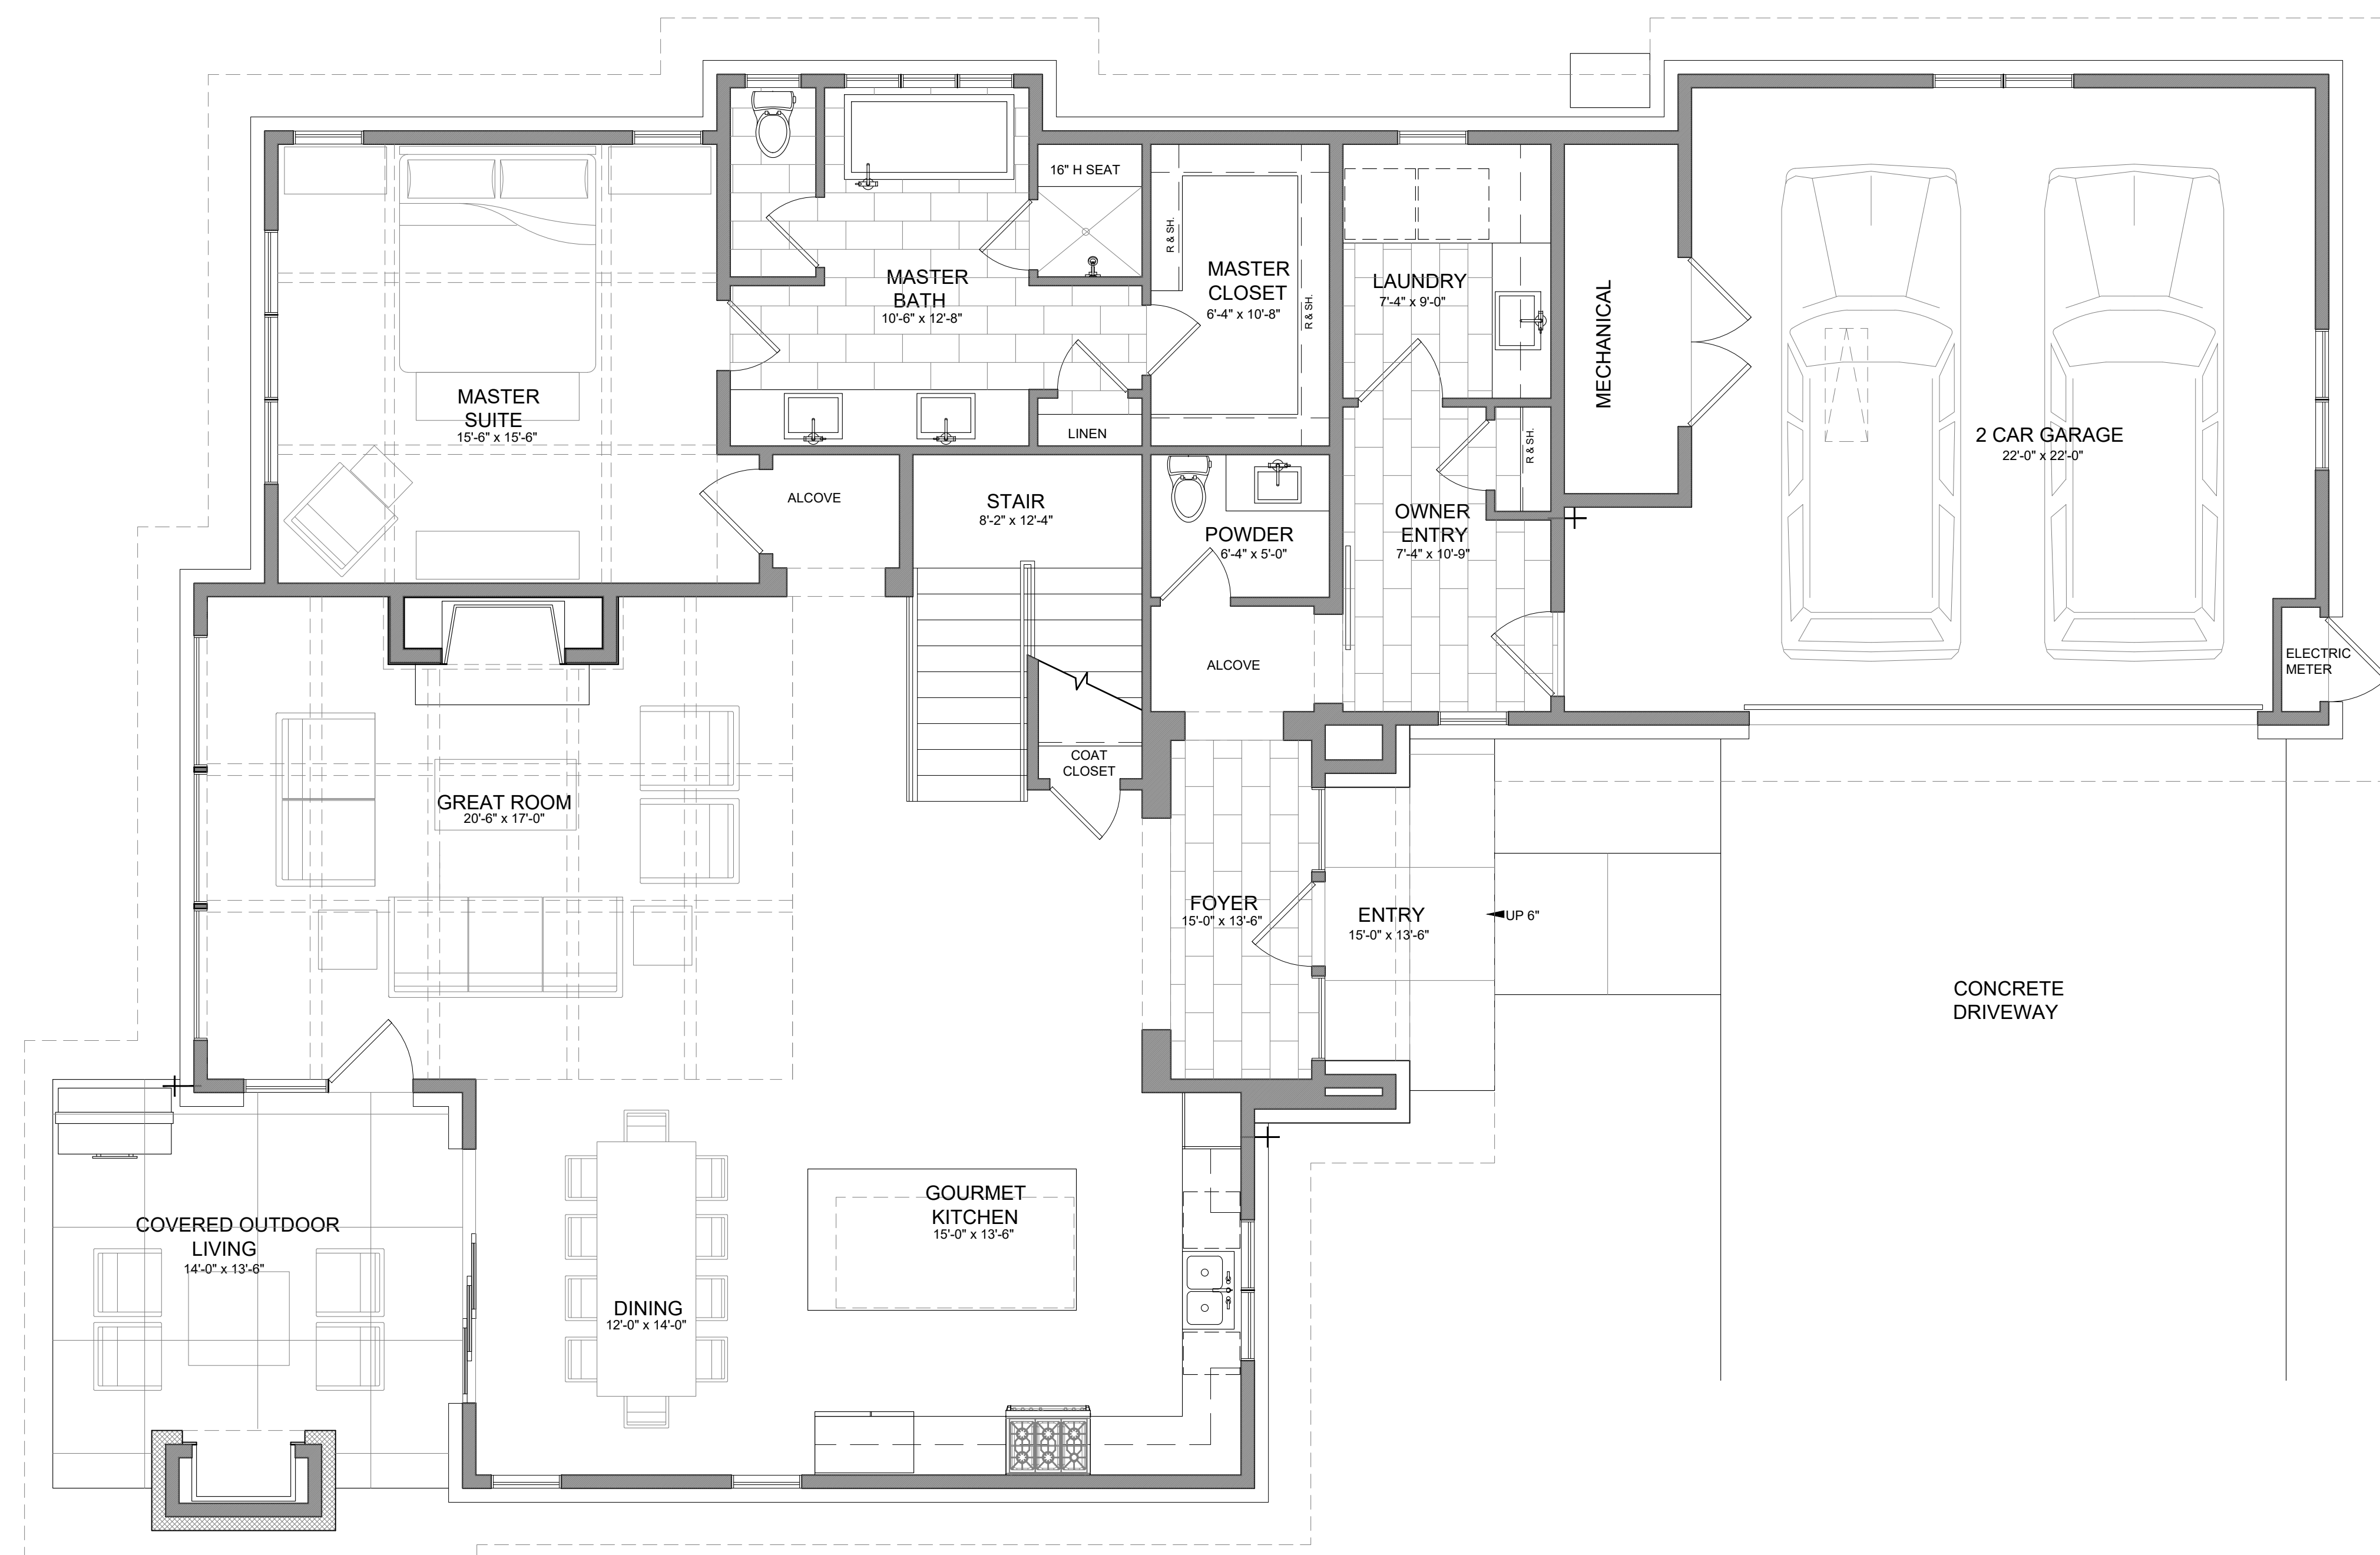 16" H SEAT
R & SH.
MASTER
BATH
10'-6" x 12'-8"
MASTER
CLOSET
6'-4" x 10'-8"
R & SH.
LAUNDRY
7'-4" x 9'-0"
MECHANICAL
MASTER
SUITE
15'-6" x 15'-6"
LINEN
R & SH.
2 CAR GARAGE
22'-0" x 22'-0"
ALCOVE
STAIR
8'-2" x 12'-4"
POWDER
6'-4" x 5'-0"
OWNER
ENTRY
7'-4" x 10'-9"
ALCOVE
ELECTRIC
METER
COAT
CLOSET
GREAT ROOM
20'-6" x 17'-0"
FOYER
15'-0" x 13'-6"
ENTRY
15'-0" x 13'-6"
UP 6"
CONCRETE
DRIVEWAY
COVERED OUTDOOR
LIVING
14'-0" x 13'-6"
GOURMET
KITCHEN
15'-0" x 13'-6"
DINING
12'-0" x 14'-0"